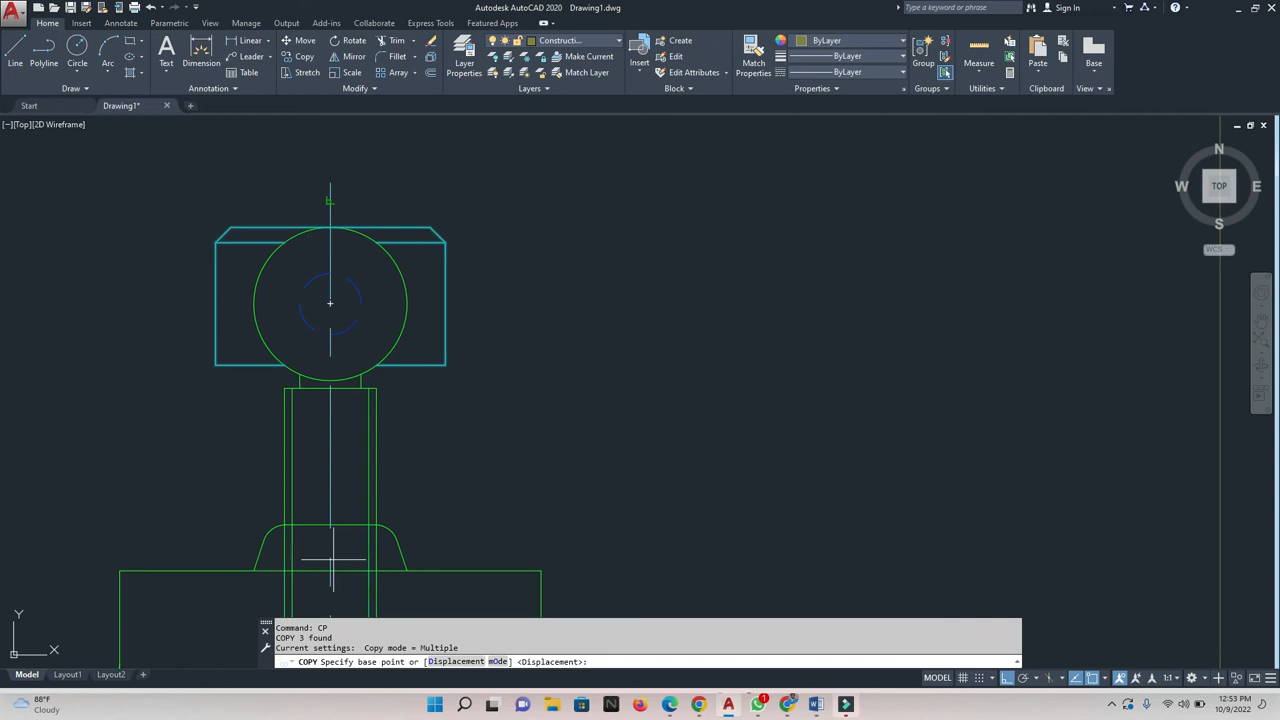 Autodesk AutoCAD 2020 Drawing1.dwg
Type a keyword or phrase
Sign In
Home Insert Annotate Parametric View Manage Output Add-ins Collaborate Express Tools Featured Apps
Line Polyline Circle Arc
Text Dimension
Linear
Leader
Table
Move Rotate Trim
Copy Mirror Fillet
Stretch Scale Array
Layer Properties
Constructi...
Make Current
Match Layer
Insert
Create
Edit
Edit Attributes
Match Properties
ByLayer
ByLayer
ByLayer
Group
Measure
Paste
Base
Draw Annotation Modify Layers Block Properties Groups Utilities Clipboard View
Start Drawing1*
[−][Top][2D Wireframe]
N
W TOP E
S
WCS
Y
X
Command: CP
COPY 3 found
Current settings: Copy mode = Multiple
COPY Specify base point or [Displacement mOde] <Displacement>:
Model Layout1 Layout2
MODEL
1:1
88°F
Cloudy
1
12:53 PM
10/9/2022